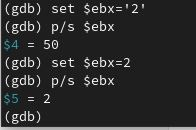 (gdb) set $ebx='2'
(gdb) p/s $ebx
$4 = 50
(gdb) set $ebx=2
(gdb) p/s $ebx
$5 = 2
(gdb)